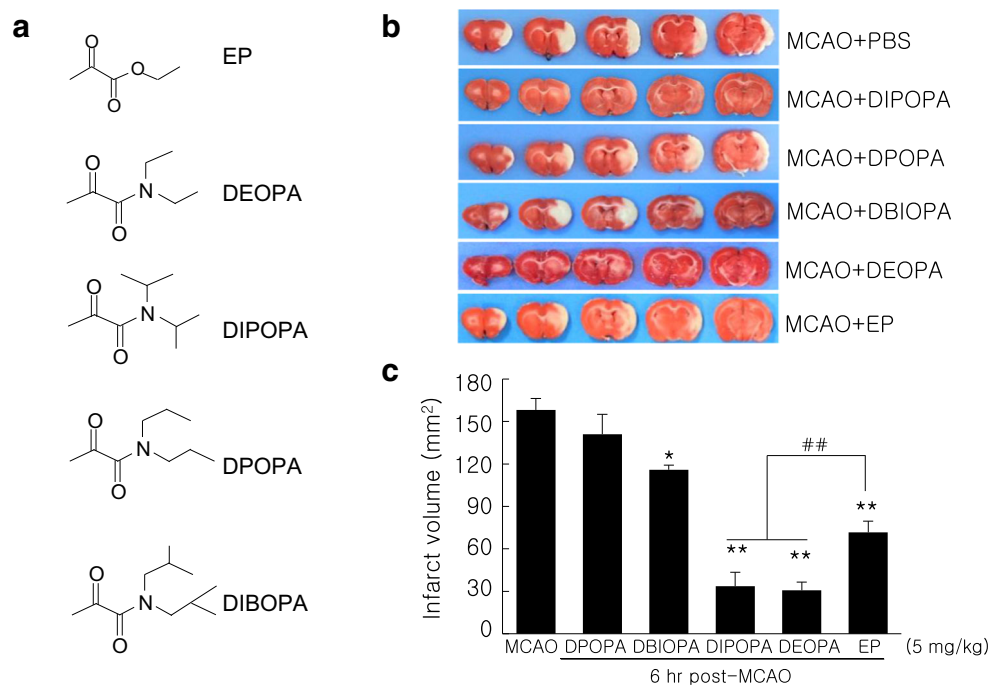 a
O
O
O
EP
O
N
O
DEOPA
O
N
O
DIPOPA
O
N
O
DPOPA
O
N
O
DIBOPA
b
MCAO+PBS
MCAO+DIPOPA
MCAO+DPOPA
MCAO+DBIOPA
MCAO+DEOPA
MCAO+EP
c
Infarct volume (mm²)
180
150
120
90
60
30
0
*
**
**
##
**
MCAO DPOPA DBIOPA DIPOPA DEOPA EP (5 mg/kg)
6 hr post-MCAO